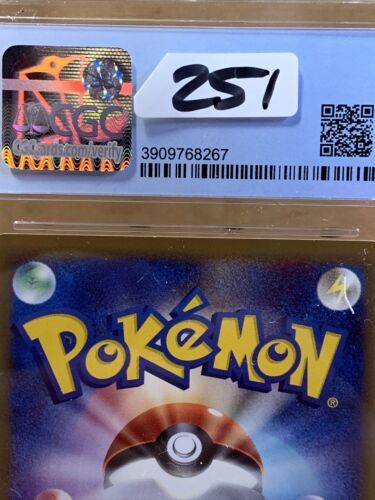 251
CGC
CGCcards.com/verify
3909768267
POKéMON
®